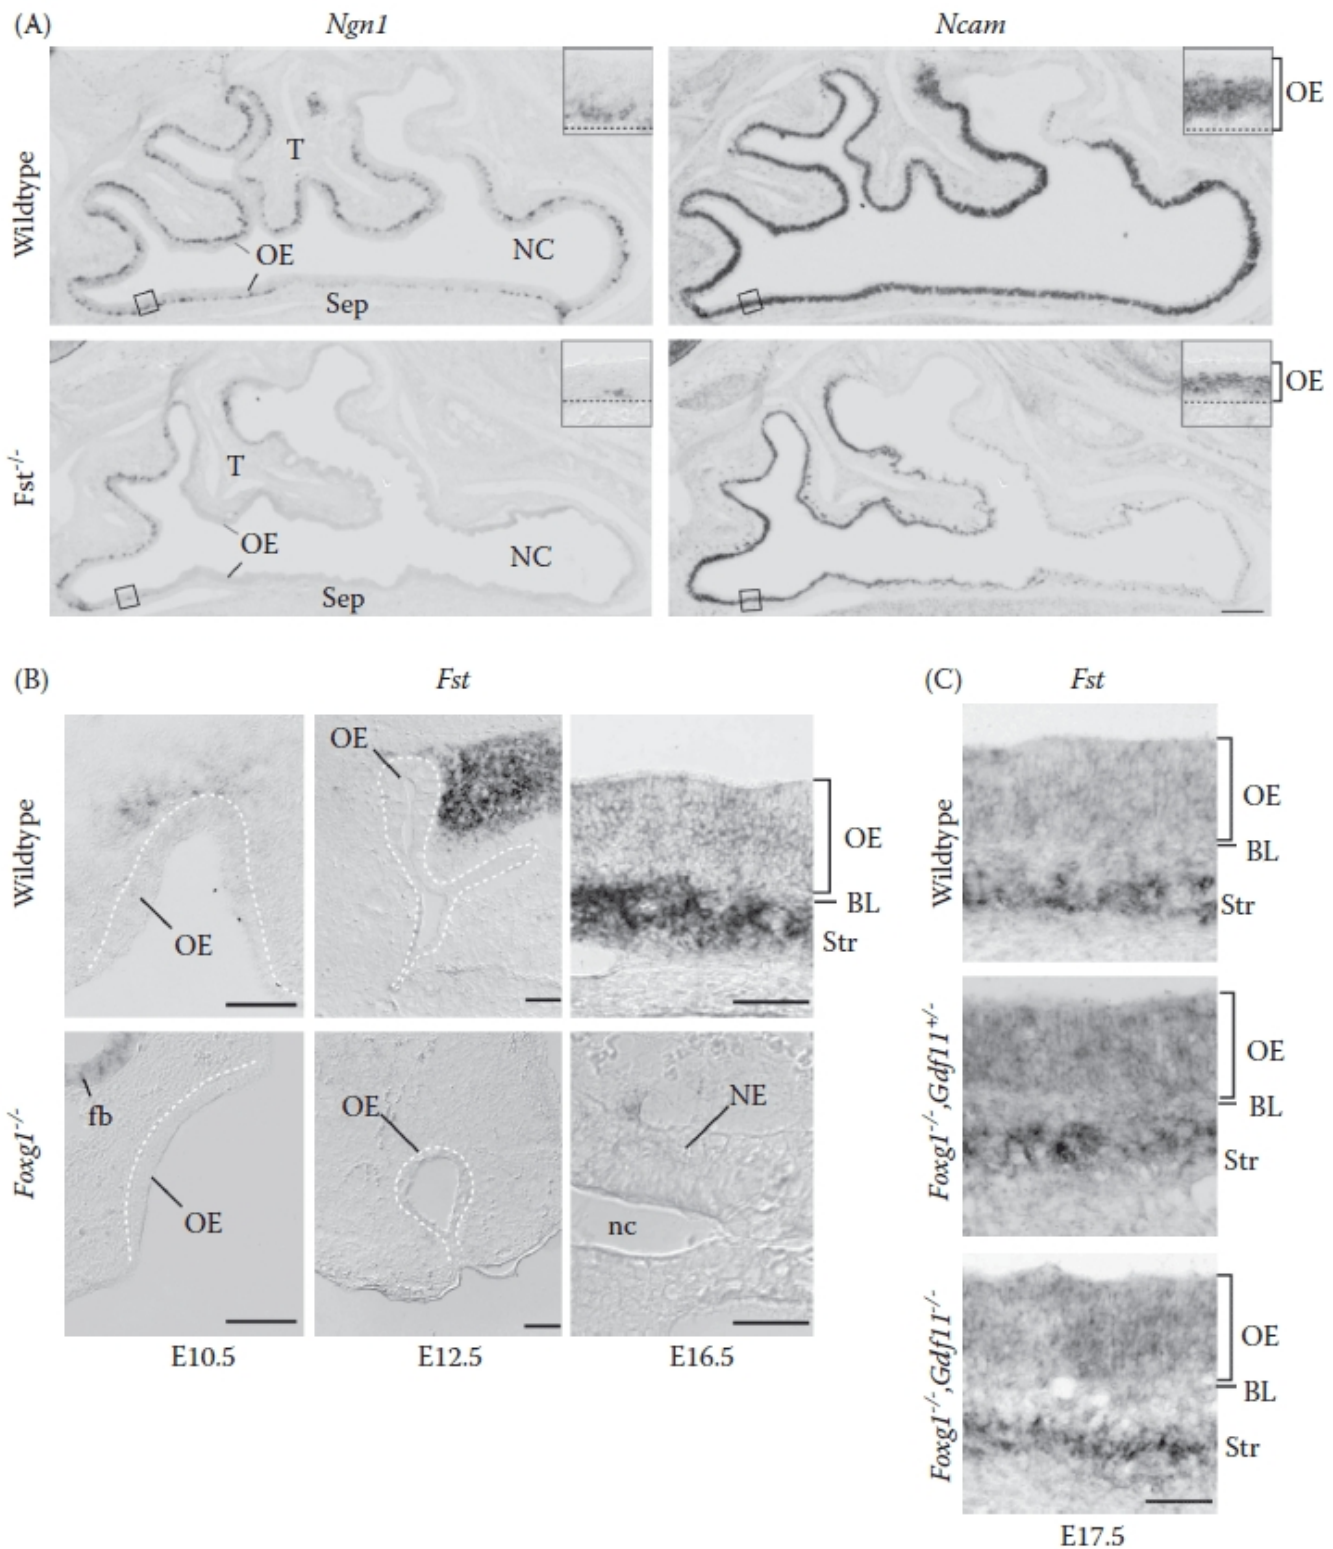 (A)
Ngn1
Ncam
Wildtype
T
OE
NC
Sep
OE
Fst-/-
T
OE
NC
Sep
OE
(B)
Fst
Wildtype
OE
OE
OE
BL
Str
Foxg1-/-
fb
OE
OE
NE
nc
E10.5
E12.5
E16.5
(C)
Fst
Wildtype
OE
BL
Str
Foxg1-/-,Gdf11+/-
OE
BL
Str
Foxg1-/-,Gdf11-/-
OE
BL
Str
E17.5